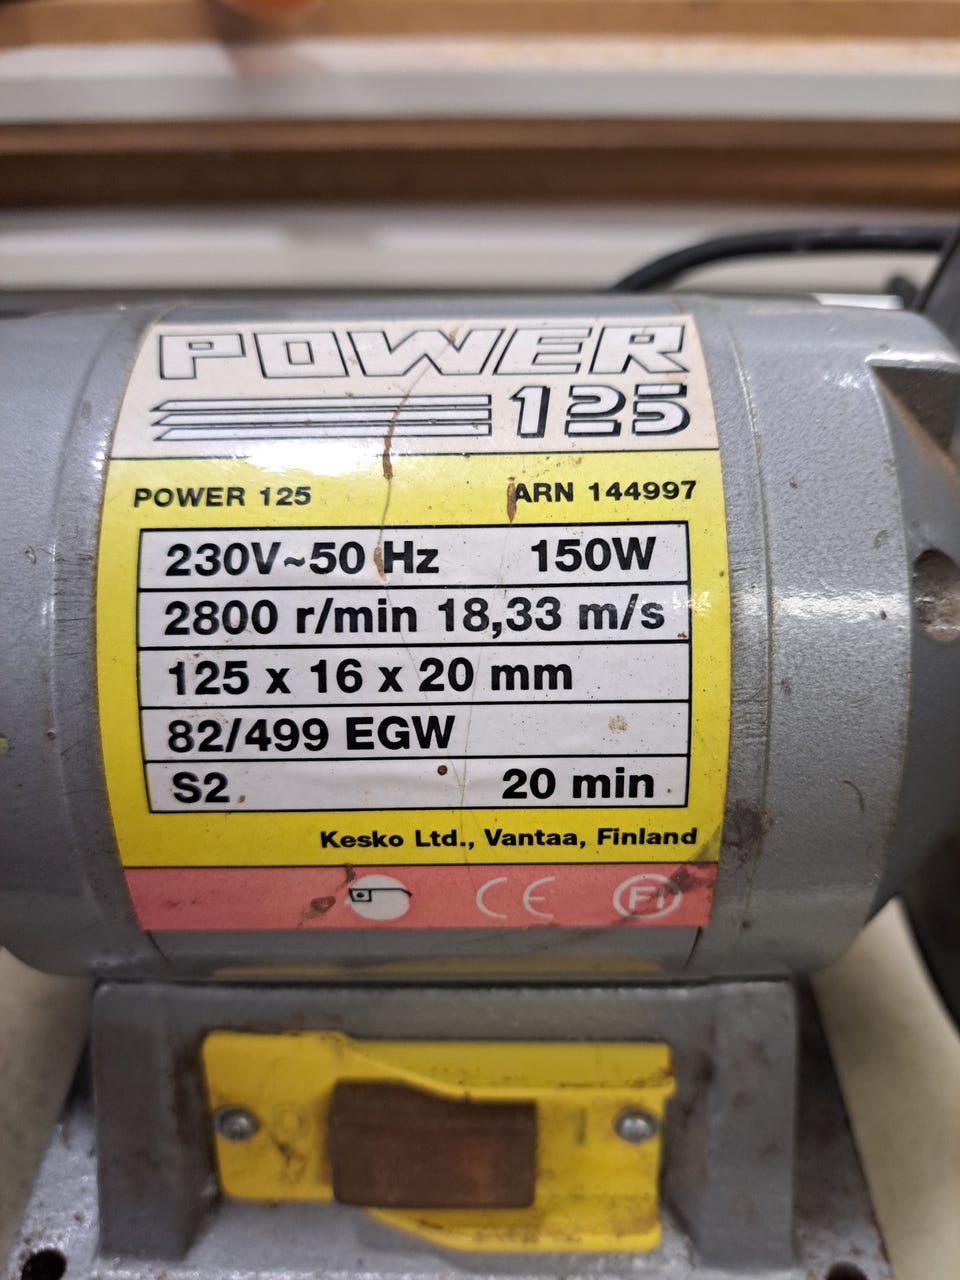 POWER
125
POWER 125 ARN 144997
230V~50 Hz 150W
2800 r/min 18,33 m/s
125 x 16 x 20 mm
82/499 EGW
S2 20 min
Kesko Ltd., Vantaa, Finland
CE FI